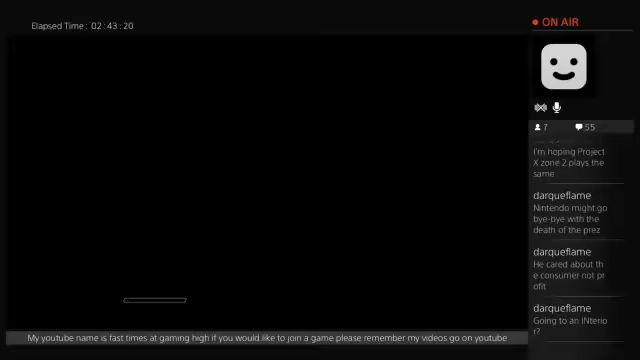 Elapsed Time : 02 : 43 : 20
ON AIR
7
55
I'm hoping Project
X zone 2 plays the
same
darqueflame
Nintendo might go
bye-bye with the
death of the prez
darqueflame
He cared about th
e consumer not pr
ofit
darqueflame
Going to an INterio
r?
My youtube name is fast times at gaming high if you would like to join a game please remember my videos go on youtube